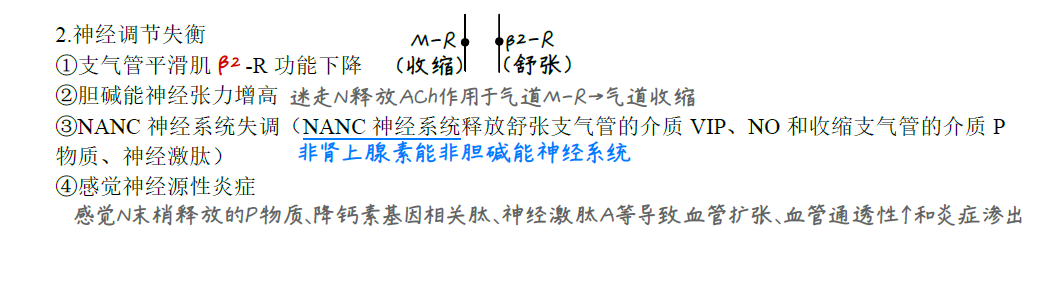 2.神经调节失衡
M-R β2-R
①支气管平滑肌 β2 -R 功能下降 （收缩） （舒张）
②胆碱能神经张力增高 迷走N释放ACh作用于气道M-R→气道收缩
③NANC 神经系统失调（NANC 神经系统释放舒张支气管的介质 VIP、NO 和收缩支气管的介质 P
物质、神经激肽） 非肾上腺素能非胆碱能神经系统
④感觉神经源性炎症
感觉N末梢释放的P物质、降钙素基因相关肽、神经激肽A等导致血管扩张、血管通透性↑和炎症渗出